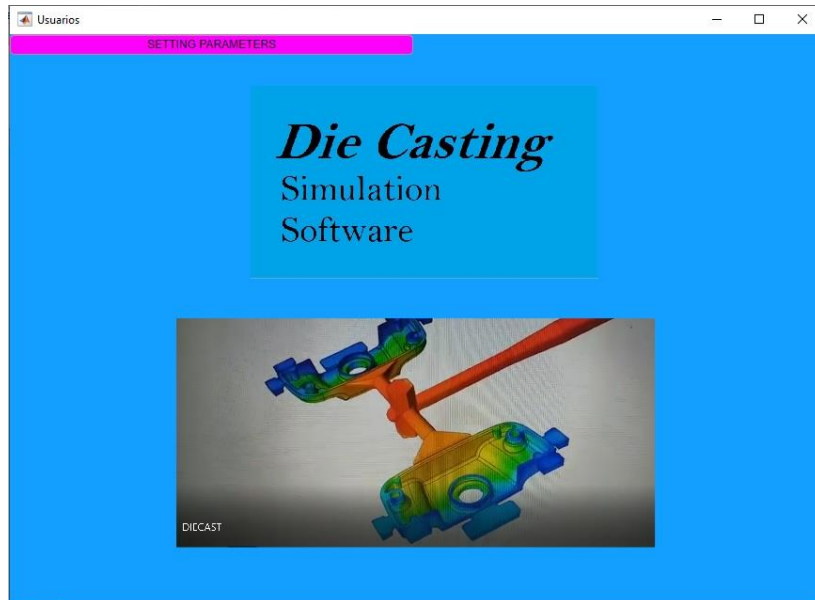 Usuarios
SETTING PARAMETERS
Die Casting
Simulation
Software
DIECAST